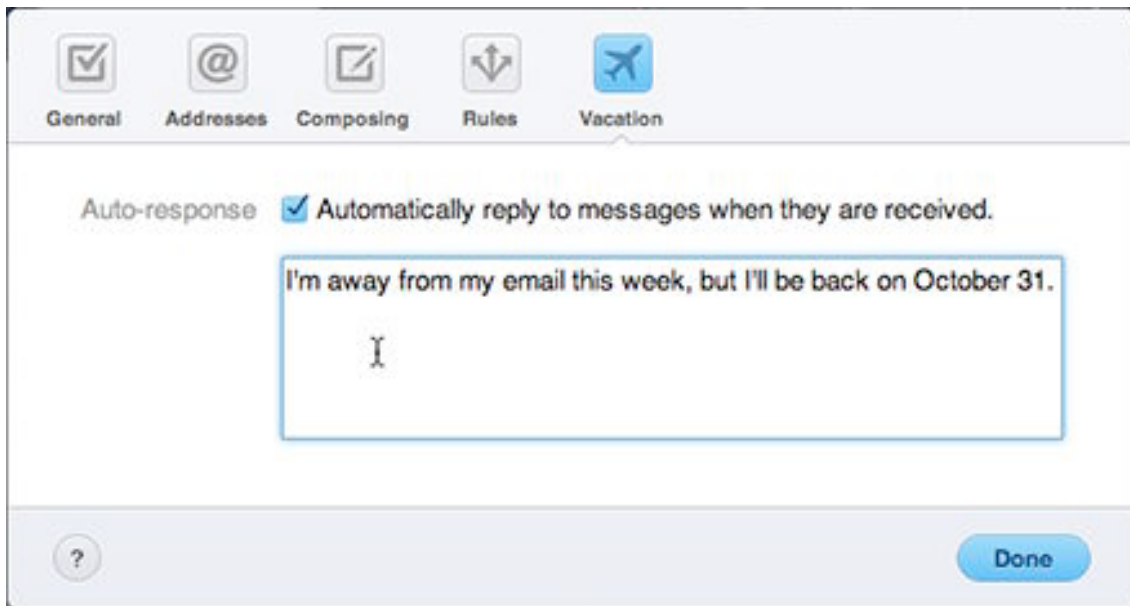 General Addresses Composing Rules Vacation
Auto-response Automatically reply to messages when they are received.
I'm away from my email this week, but I'll be back on October 31.
? Done